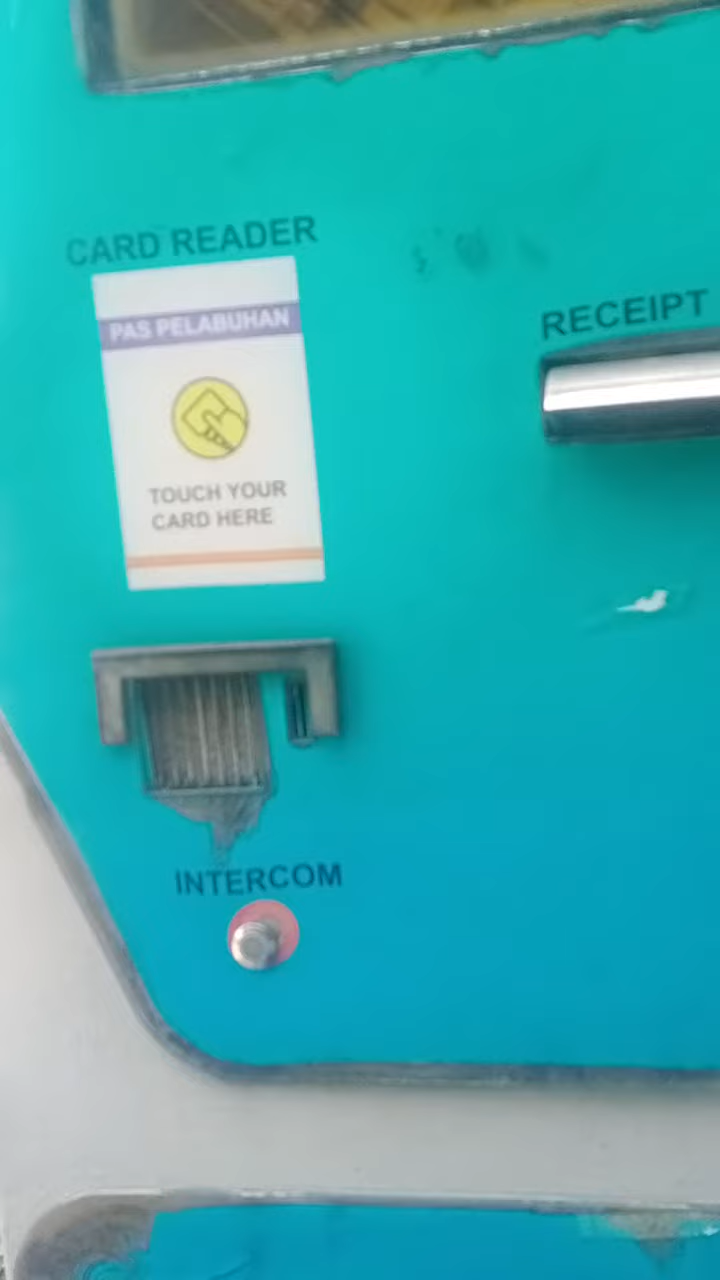 CARD READER
PAS PELABUHAN
TOUCH YOUR
CARD HERE
RECEIPT
INTERCOM